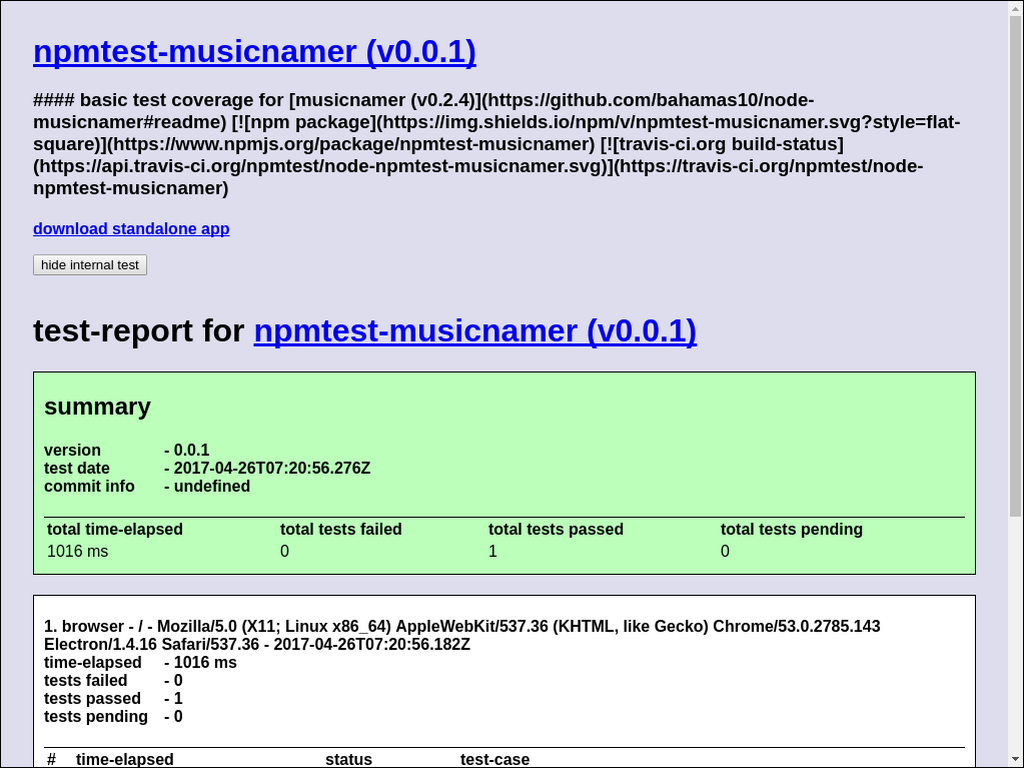 npmtest-musicnamer (v0.0.1)
#### basic test coverage for [musicnamer (v0.2.4)](https://github.com/bahamas10/node-
musicnamer#readme) [![npm package](https://img.shields.io/npm/v/npmtest-musicnamer.svg?style=flat-
square)](https://www.npmjs.org/package/npmtest-musicnamer) [![travis-ci.org build-status]
(https://api.travis-ci.org/npmtest/node-npmtest-musicnamer.svg)](https://travis-ci.org/npmtest/node-
npmtest-musicnamer)
download standalone app
hide internal test
test-report for npmtest-musicnamer (v0.0.1)
summary
version - 0.0.1
test date - 2017-04-26T07:20:56.276Z
commit info - undefined
total time-elapsed total tests failed total tests passed total tests pending
1016 ms 0 1 0
1. browser - / - Mozilla/5.0 (X11; Linux x86_64) AppleWebKit/537.36 (KHTML, like Gecko) Chrome/53.0.2785.143
Electron/1.4.16 Safari/537.36 - 2017-04-26T07:20:56.182Z
time-elapsed - 1016 ms
tests failed - 0
tests passed - 1
tests pending - 0
# time-elapsed status test-case